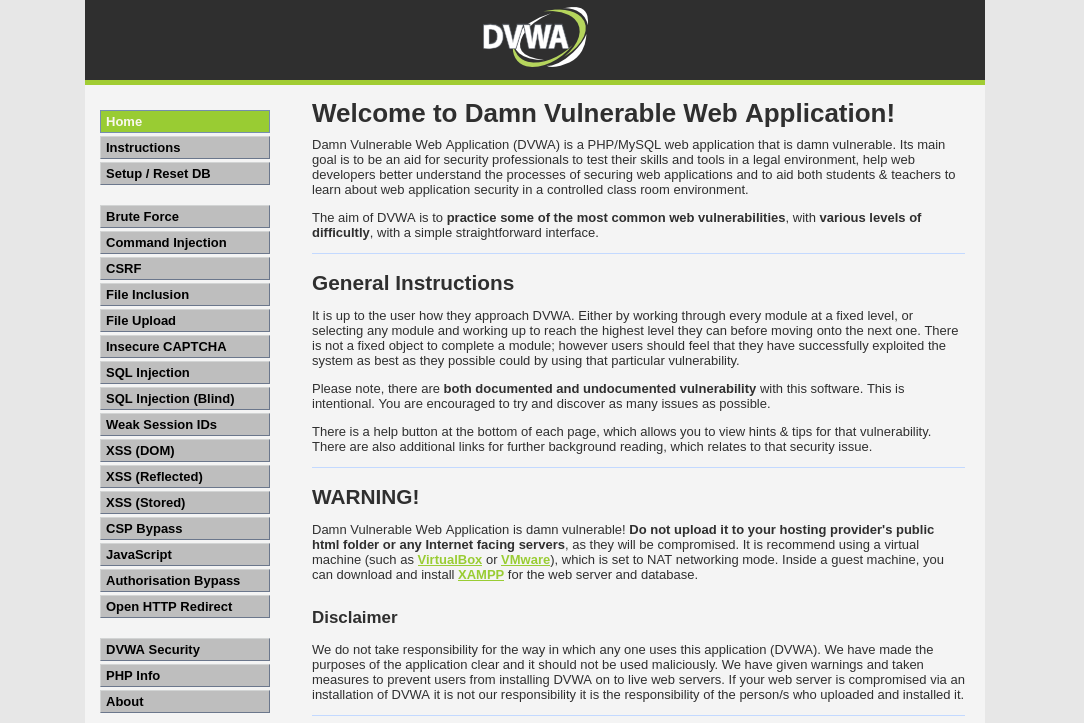 DVWA
Home
Instructions
Setup / Reset DB
Brute Force
Command Injection
CSRF
File Inclusion
File Upload
Insecure CAPTCHA
SQL Injection
SQL Injection (Blind)
Weak Session IDs
XSS (DOM)
XSS (Reflected)
XSS (Stored)
CSP Bypass
JavaScript
Authorisation Bypass
Open HTTP Redirect
DVWA Security
PHP Info
About
Welcome to Damn Vulnerable Web Application!
Damn Vulnerable Web Application (DVWA) is a PHP/MySQL web application that is damn vulnerable. Its main
goal is to be an aid for security professionals to test their skills and tools in a legal environment, help web
developers better understand the processes of securing web applications and to aid both students & teachers to
learn about web application security in a controlled class room environment.
The aim of DVWA is to practice some of the most common web vulnerabilities, with various levels of
difficultly, with a simple straightforward interface.
General Instructions
It is up to the user how they approach DVWA. Either by working through every module at a fixed level, or
selecting any module and working up to reach the highest level they can before moving onto the next one. There
is not a fixed object to complete a module; however users should feel that they have successfully exploited the
system as best as they possible could by using that particular vulnerability.
Please note, there are both documented and undocumented vulnerability with this software. This is
intentional. You are encouraged to try and discover as many issues as possible.
There is a help button at the bottom of each page, which allows you to view hints & tips for that vulnerability.
There are also additional links for further background reading, which relates to that security issue.
WARNING!
Damn Vulnerable Web Application is damn vulnerable! Do not upload it to your hosting provider's public
html folder or any Internet facing servers, as they will be compromised. It is recommend using a virtual
machine (such as VirtualBox or VMware), which is set to NAT networking mode. Inside a guest machine, you
can download and install XAMPP for the web server and database.
Disclaimer
We do not take responsibility for the way in which any one uses this application (DVWA). We have made the
purposes of the application clear and it should not be used maliciously. We have given warnings and taken
measures to prevent users from installing DVWA on to live web servers. If your web server is compromised via an
installation of DVWA it is not our responsibility it is the responsibility of the person/s who uploaded and installed it.